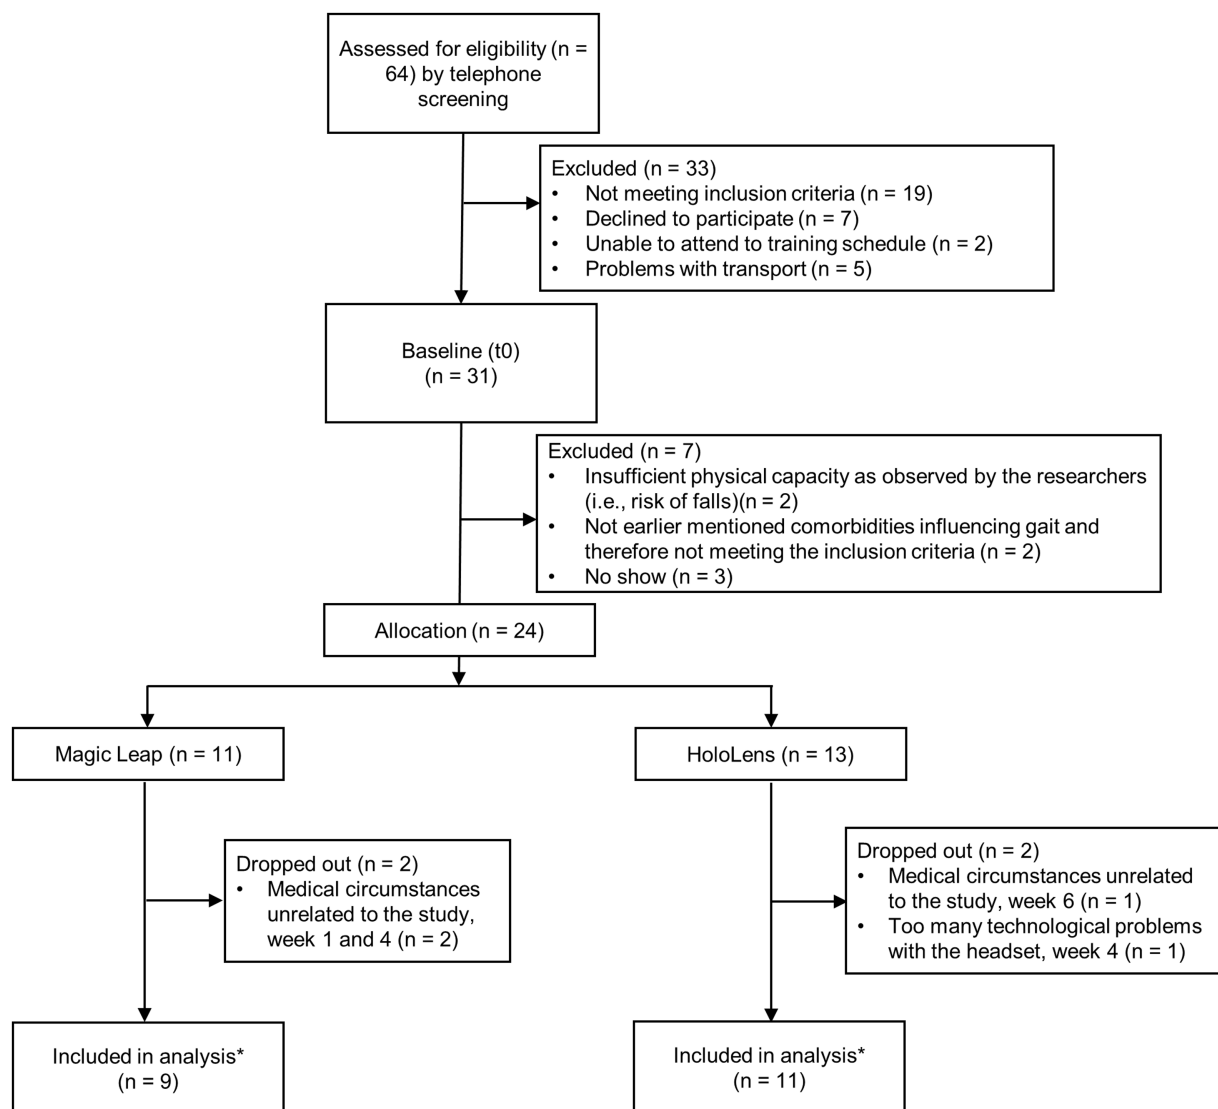 Assessed for eligibility (n =
64) by telephone
screening
Excluded (n = 33)
• Not meeting inclusion criteria (n = 19)
• Declined to participate (n = 7)
• Unable to attend to training schedule (n = 2)
• Problems with transport (n = 5)
Baseline (t0)
(n = 31)
Excluded (n = 7)
• Insufficient physical capacity as observed by the researchers
(i.e., risk of falls)(n = 2)
• Not earlier mentioned comorbidities influencing gait and
therefore not meeting the inclusion criteria (n = 2)
• No show (n = 3)
Allocation (n = 24)
Magic Leap (n = 11)
HoloLens (n = 13)
Dropped out (n = 2)
• Medical circumstances
unrelated to the study,
week 1 and 4 (n = 2)
Dropped out (n = 2)
• Medical circumstances unrelated
to the study, week 6 (n = 1)
• Too many technological problems
with the headset, week 4 (n = 1)
Included in analysis*
(n = 9)
Included in analysis*
(n = 11)